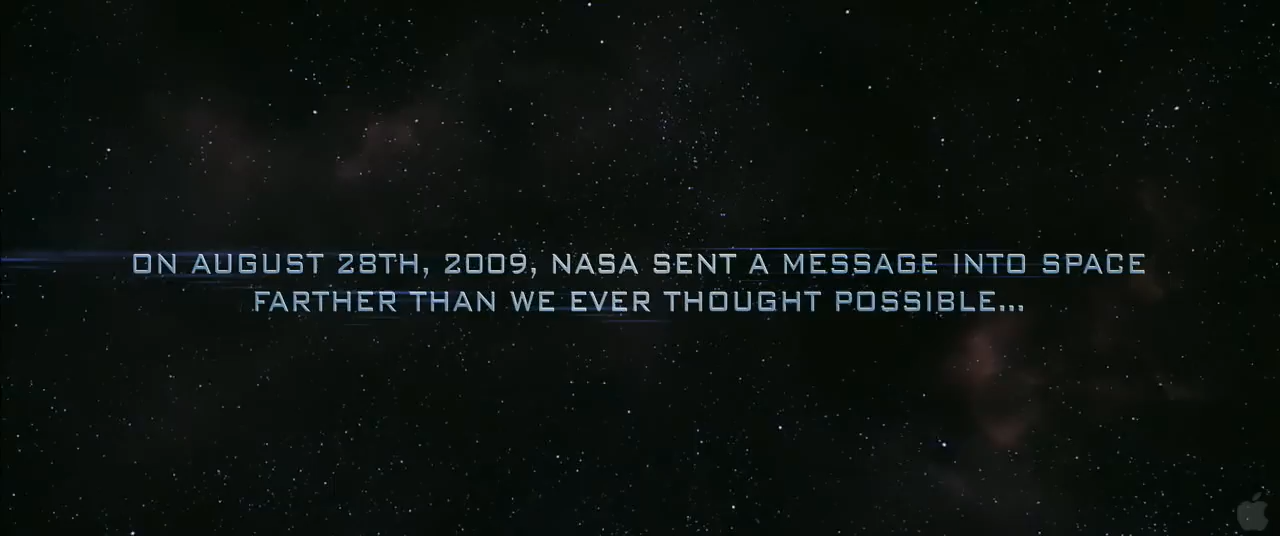 ON AUGUST 28TH, 2009, NASA SENT A MESSAGE INTO SPACE
FARTHER THAN WE EVER THOUGHT POSSIBLE...